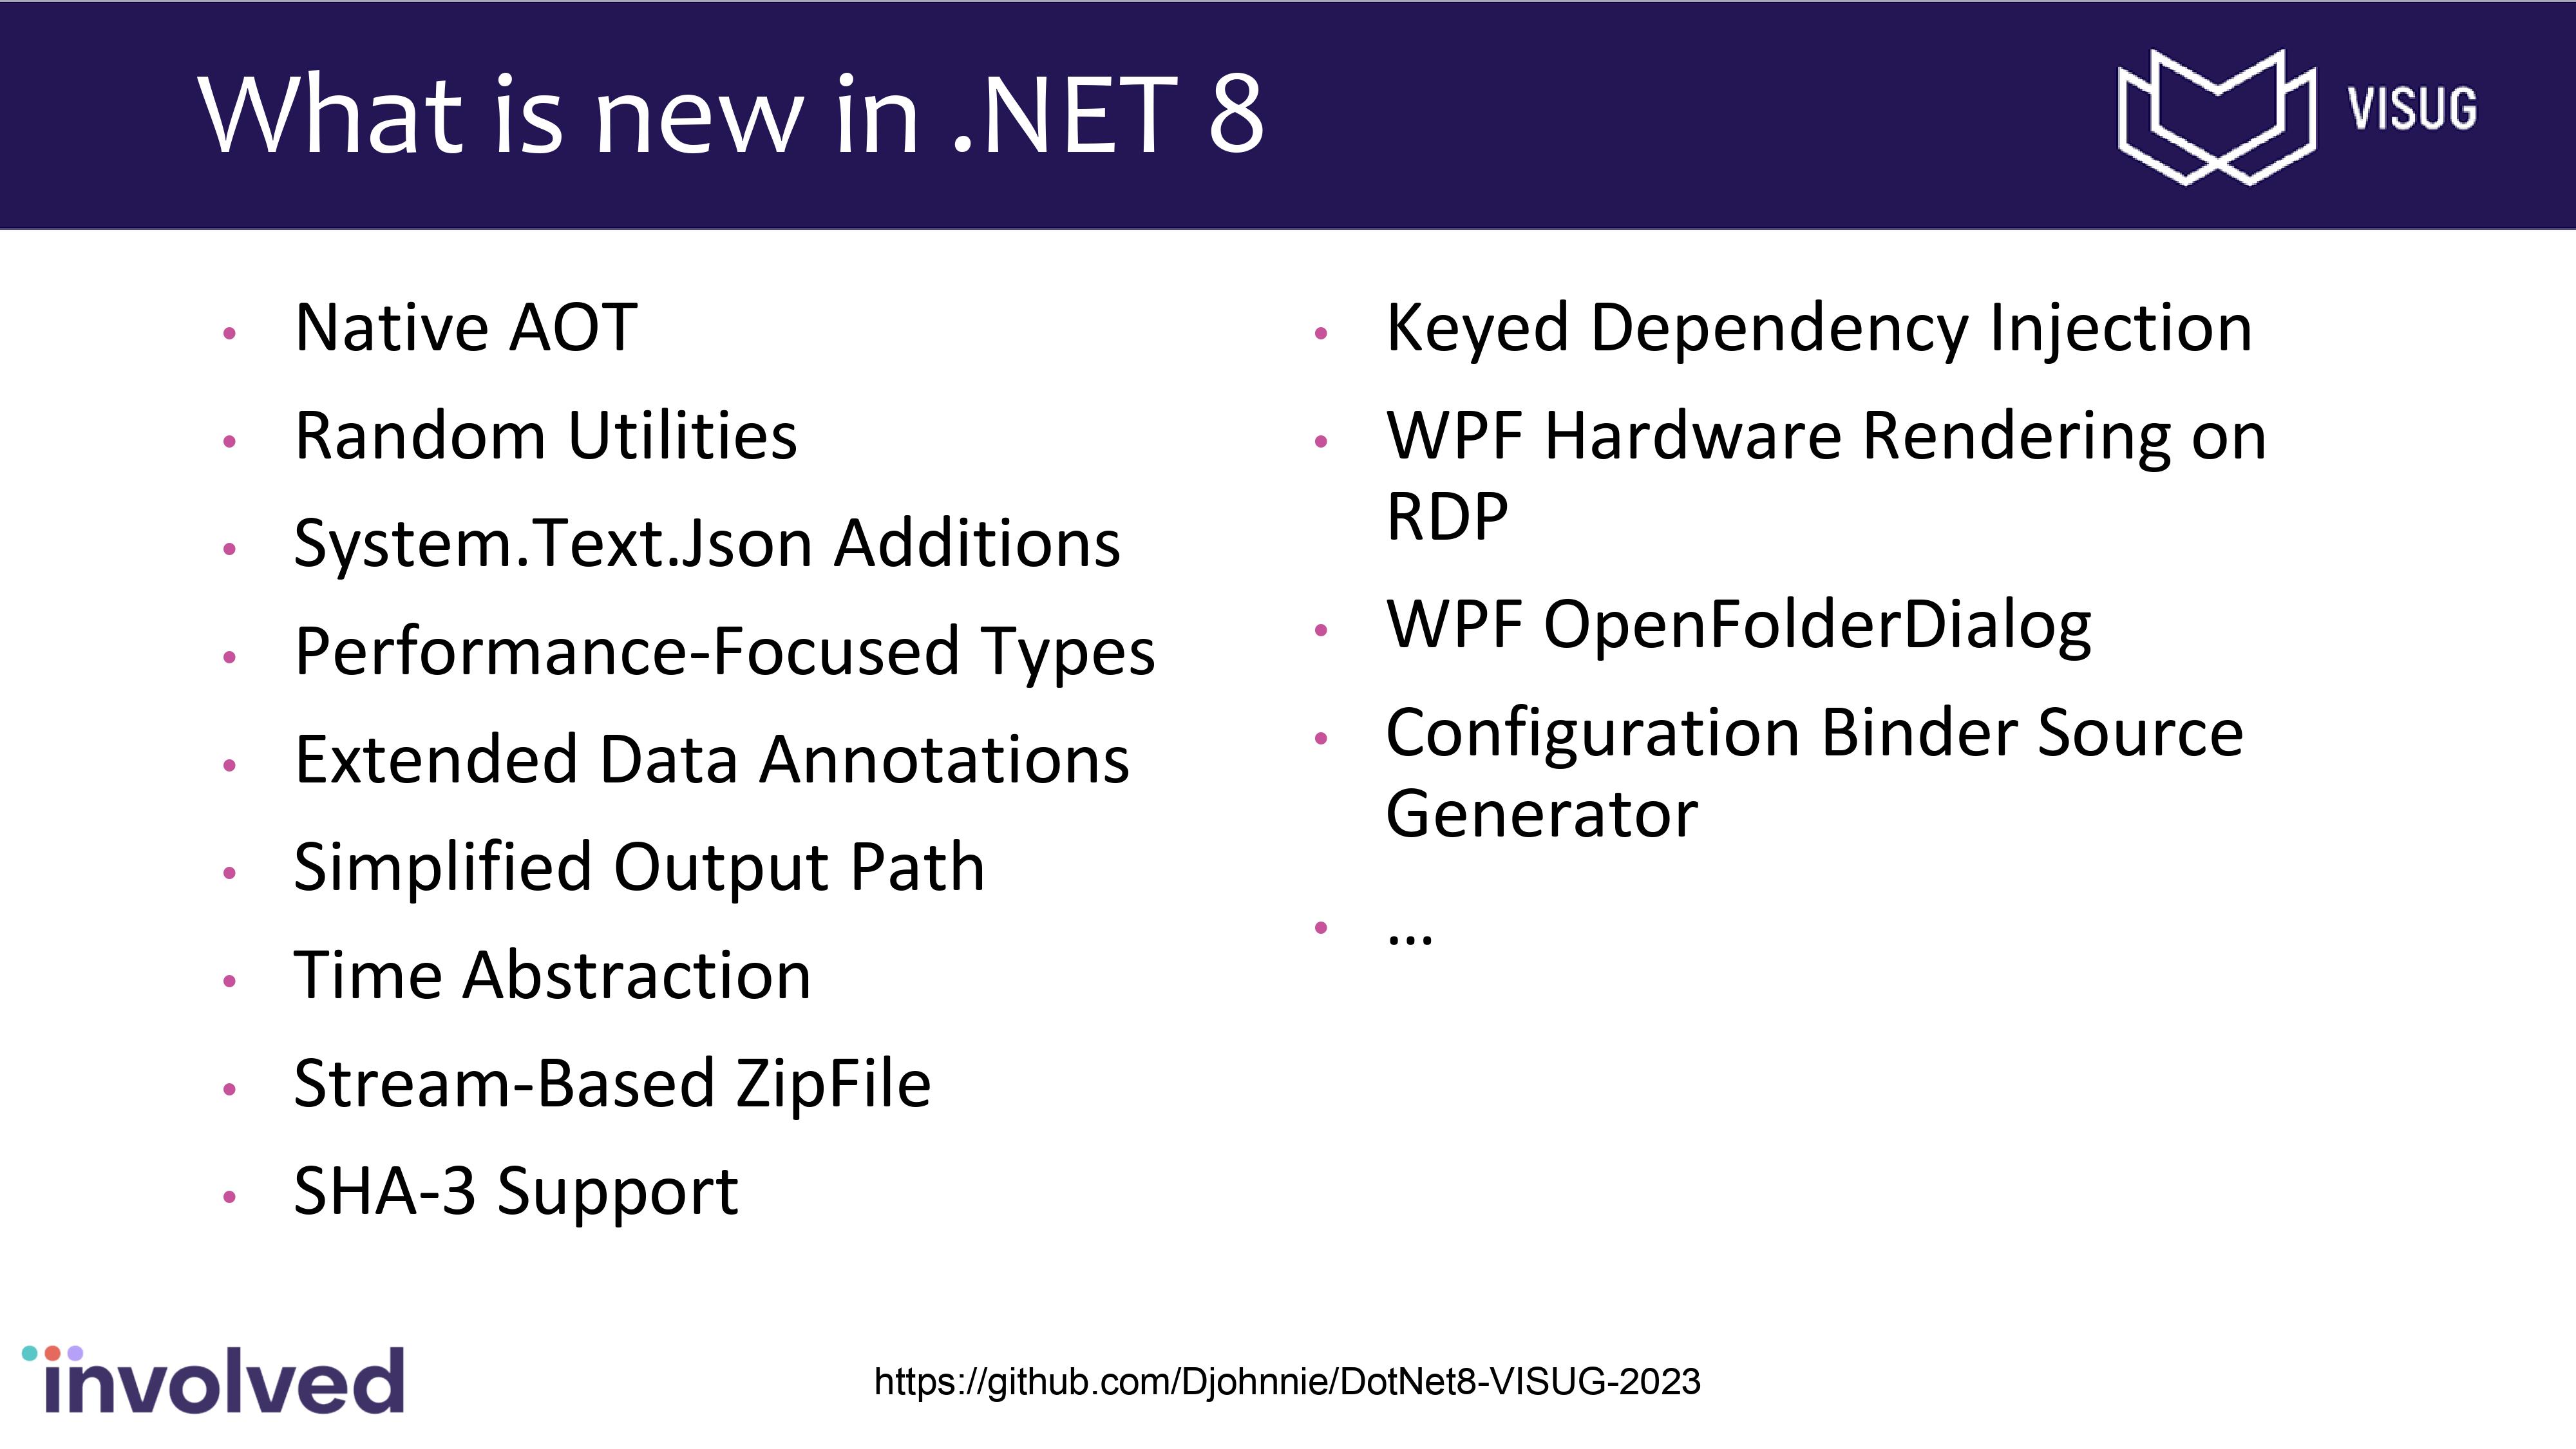 What is new in .NET 8
VISUG
• Native AOT
• Random Utilities
• System.Text.Json Additions
• Performance-Focused Types
• Extended Data Annotations
• Simplified Output Path
• Time Abstraction
• Stream-Based ZipFile
• SHA-3 Support
• Keyed Dependency Injection
• WPF Hardware Rendering on
RDP
• WPF OpenFolderDialog
• Configuration Binder Source
Generator
• ...
involved
https://github.com/Djohnnie/DotNet8-VISUG-2023